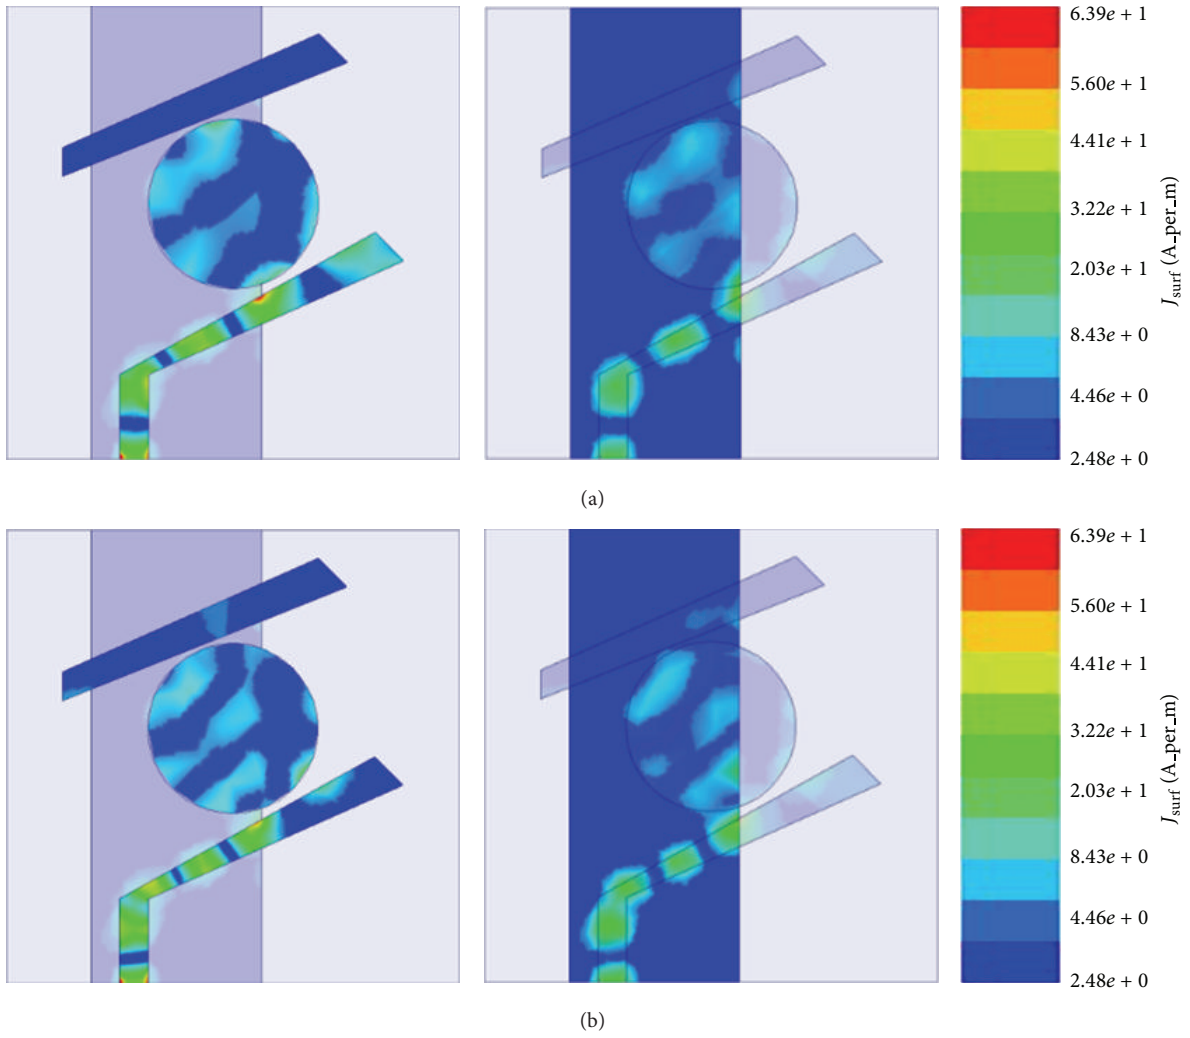 6.39e + 1
5.60e + 1
4.41e + 1
3.22e + 1
2.03e + 1
8.43e + 0
4.46e + 0
2.48e + 0
Jsurf (A_per_m)
(a)
6.39e + 1
5.60e + 1
4.41e + 1
3.22e + 1
2.03e + 1
8.43e + 0
4.46e + 0
2.48e + 0
Jsurf (A_per_m)
(b)